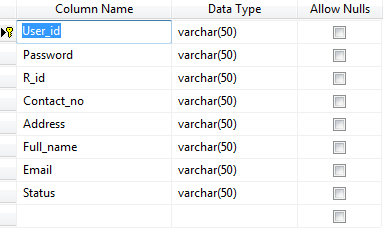 Column Name Data Type Allow Nulls
User_id varchar(50)
Password varchar(50)
R_id varchar(50)
Contact_no varchar(50)
Address varchar(50)
Full_name varchar(50)
Email varchar(50)
Status varchar(50)